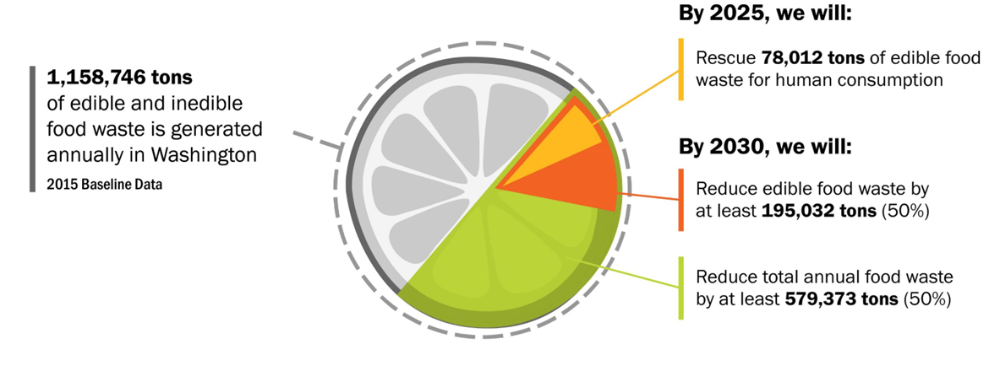 1,158,746 tons
of edible and inedible
food waste is generated
annually in Washington
2015 Baseline Data
By 2025, we will:
Rescue 78,012 tons of edible food
waste for human consumption
By 2030, we will:
Reduce edible food waste by
at least 195,032 tons (50%)
Reduce total annual food waste
by at least 579,373 tons (50%)